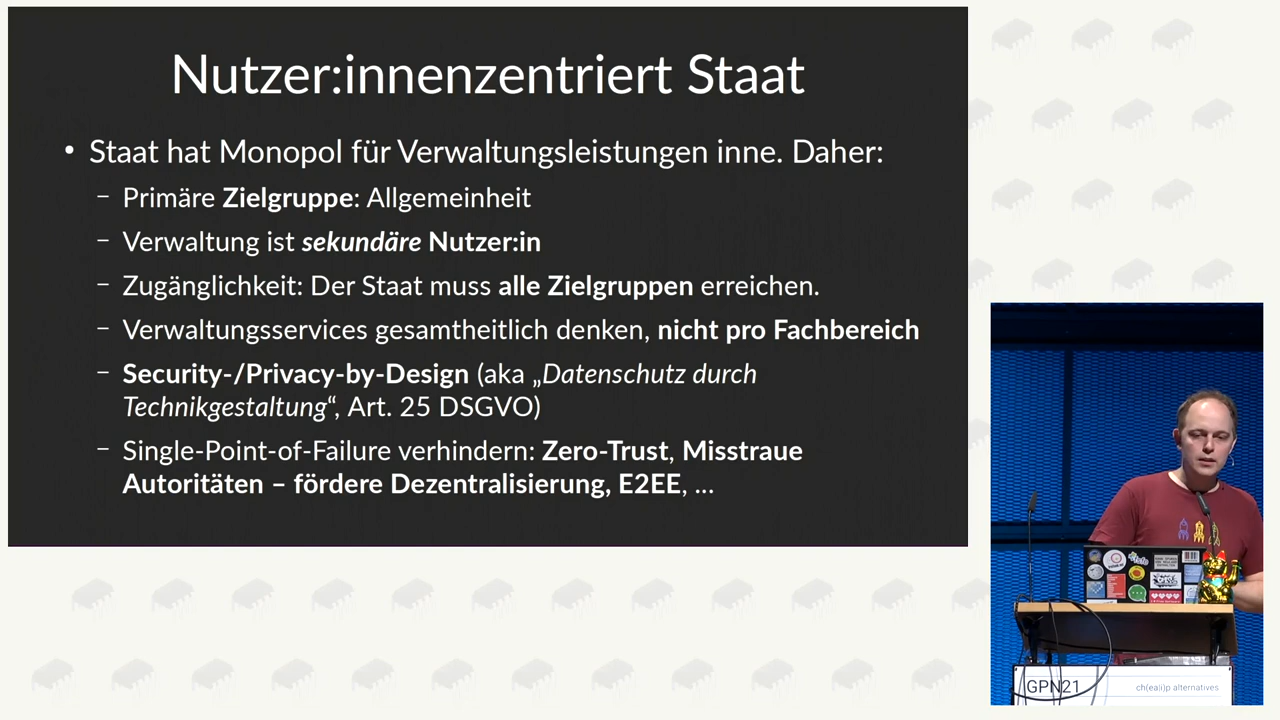 Nutzer:innenzentriert Staat
• Staat hat Monopol für Verwaltungsleistungen inne. Daher:
– Primäre Zielgruppe: Allgemeinheit
– Verwaltung ist sekundäre Nutzer:in
– Zugänglichkeit: Der Staat muss alle Zielgruppen erreichen.
– Verwaltungsservices gesamtheitlich denken, nicht pro Fachbereich
– Security-/Privacy-by-Design (aka „Datenschutz durch
Technikgestaltung“, Art. 25 DSGVO)
– Single-Point-of-Failure verhindern: Zero-Trust, Misstraue
Autoritäten – fördere Dezentralisierung, E2EE, ...
GPN21
ch(ea|i)p alternatives